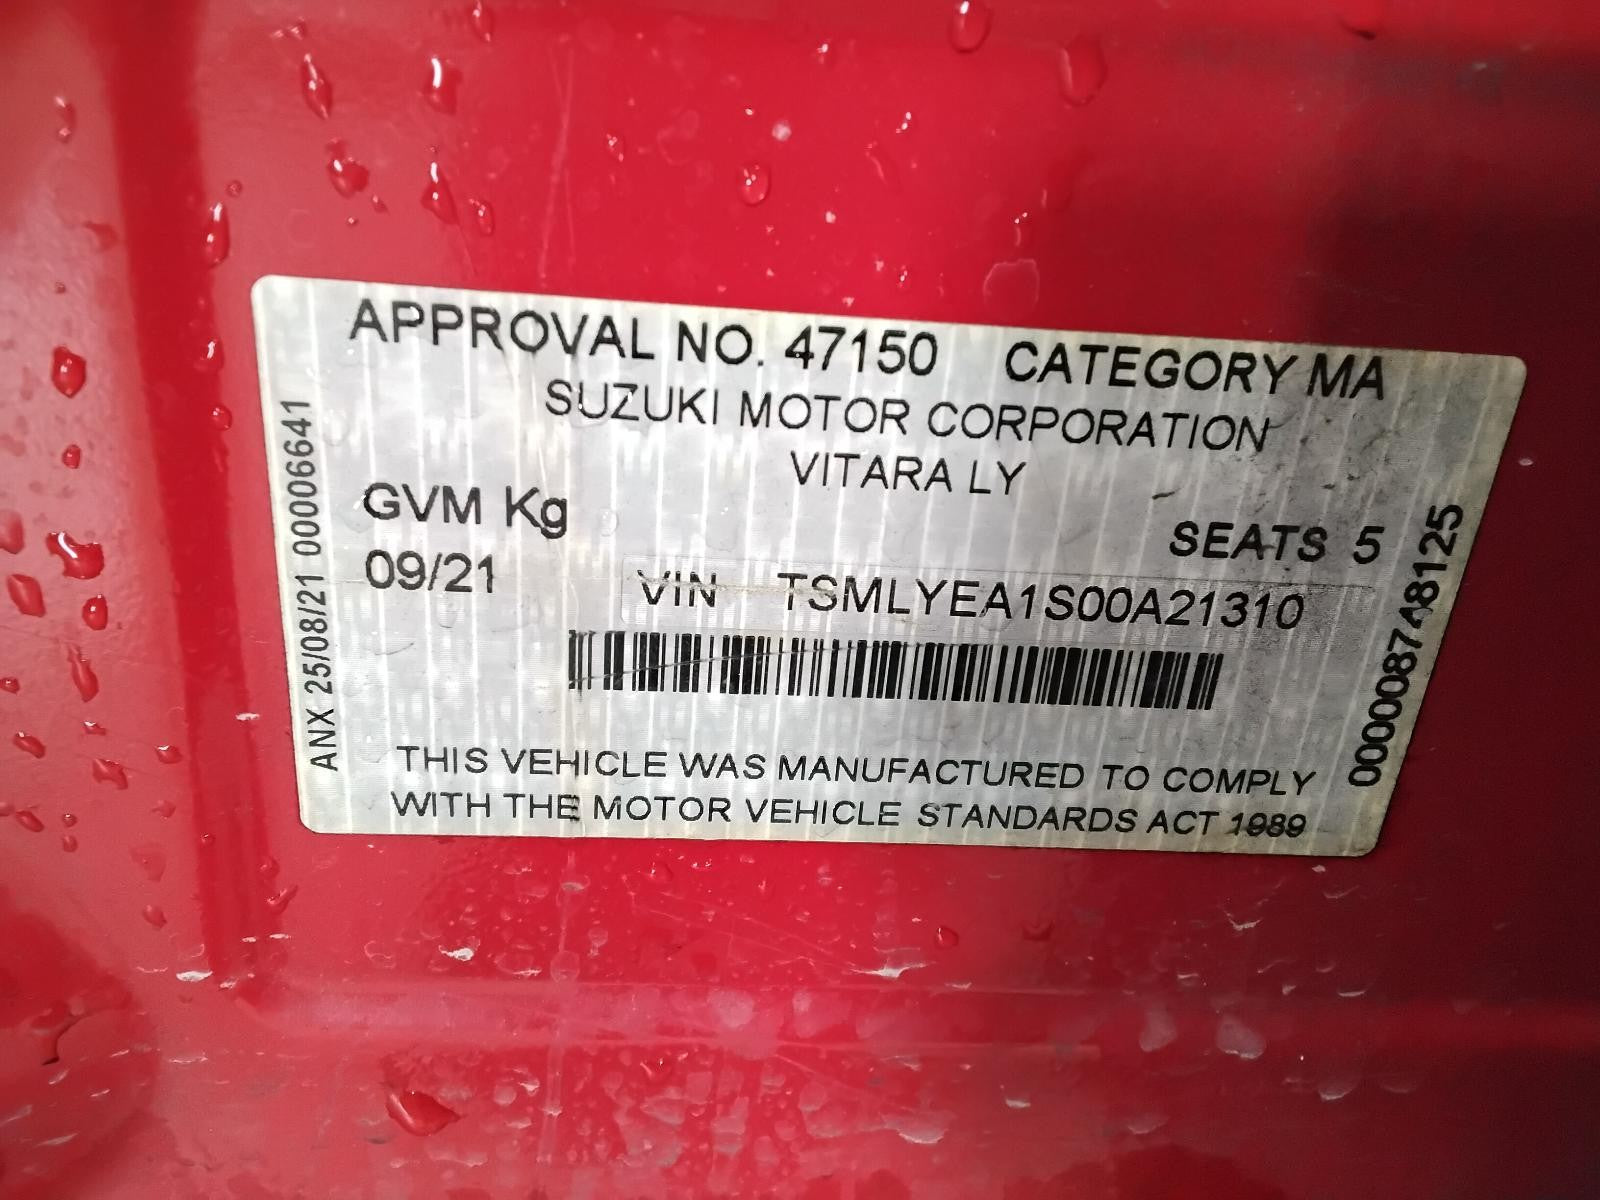 APPROVAL NO. 47150 CATEGORY MA
SUZUKI MOTOR CORPORATION
VITARA LY
GVM Kg
SEATS 5
09/21
VIN TSMLYEA1S00A21310
THIS VEHICLE WAS MANUFACTURED TO COMPLY
WITH THE MOTOR VEHICLE STANDARDS ACT 1989
ANX 25/08/21 00006641
000008748125